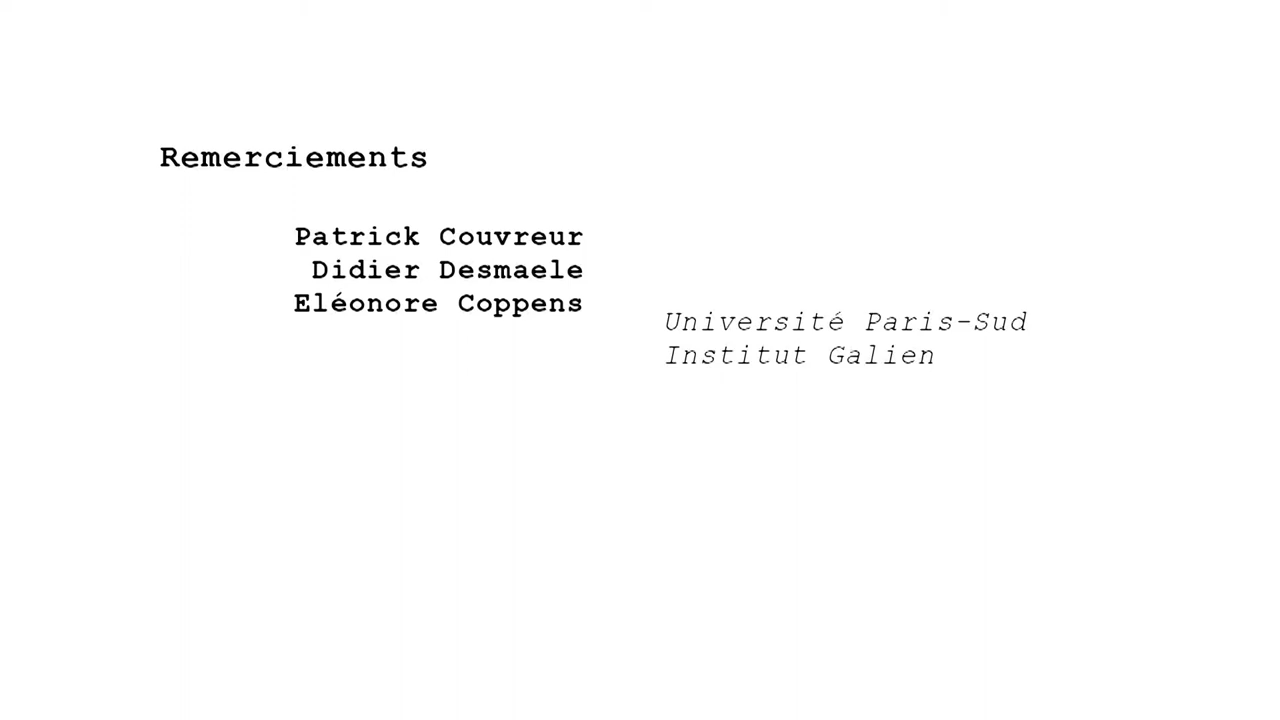 Remerciements
Patrick Couvreur
Didier Desmaele
Eléonore Coppens
Université Paris-Sud
Institut Galien